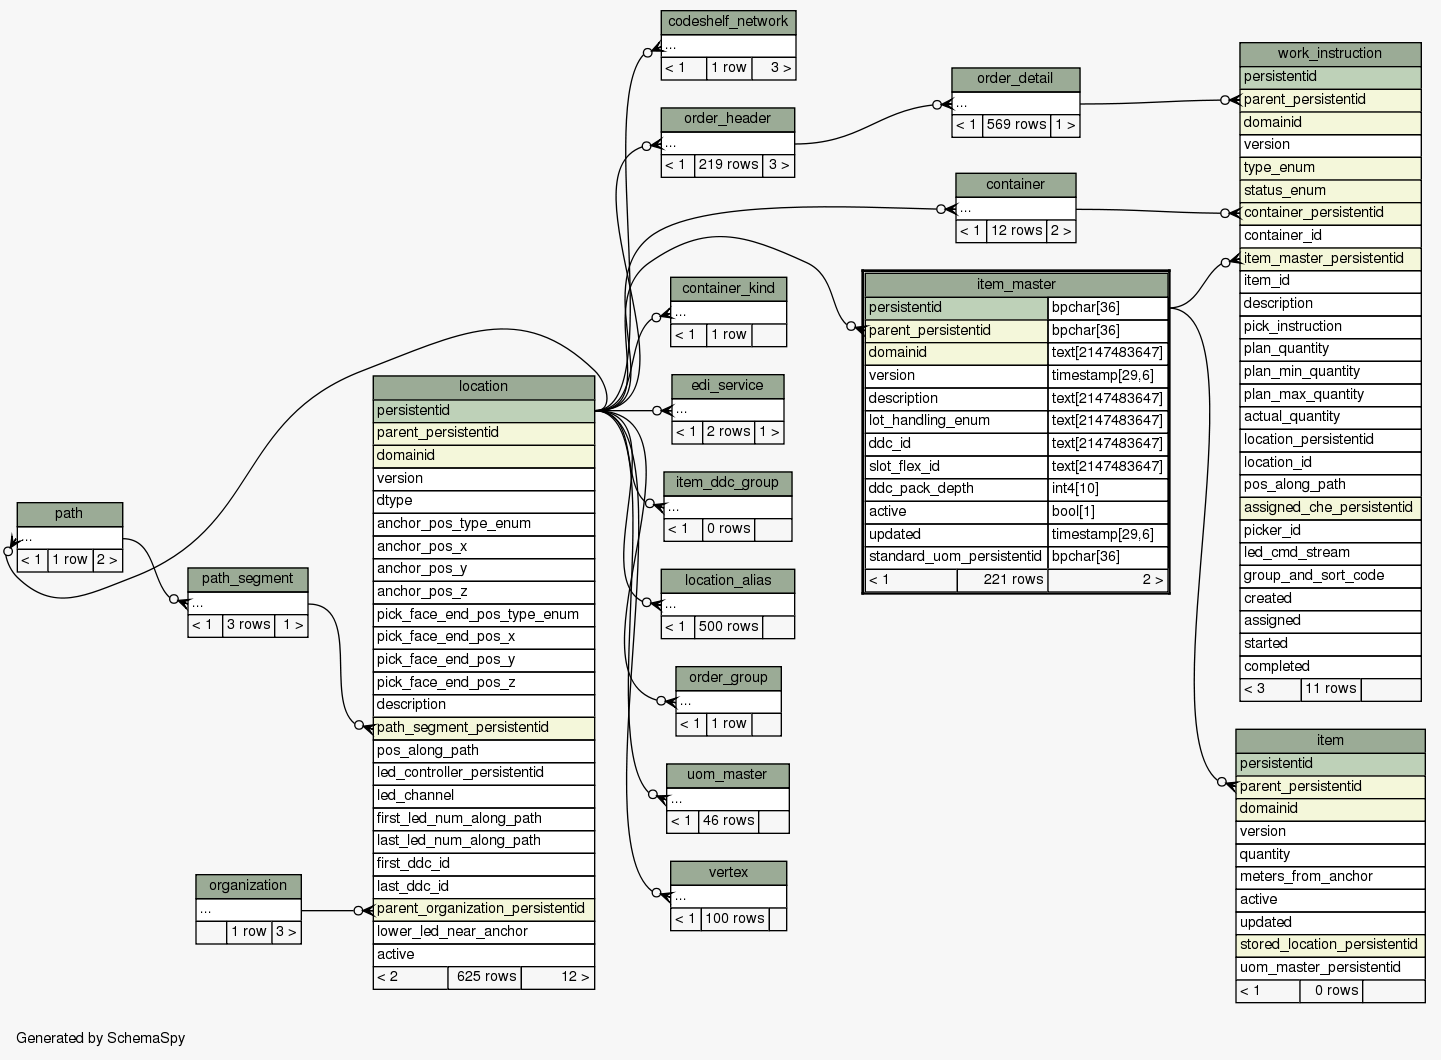 codeshelf_network
...
< 1 1 row 3 >
order_header
...
< 1 219 rows 3 >
order_detail
...
< 1 569 rows 1 >
container
...
< 1 12 rows 2 >
work_instruction
persistentid
parent_persistentid
domainid
version
type_enum
status_enum
container_persistentid
container_id
item_master_persistentid
item_id
description
pick_instruction
plan_quantity
plan_min_quantity
plan_max_quantity
actual_quantity
location_persistentid
location_id
pos_along_path
assigned_che_persistentid
picker_id
led_cmd_stream
group_and_sort_code
created
assigned
started
completed
< 3 11 rows
item_master
persistentid bpchar[36]
parent_persistentid bpchar[36]
domainid text[2147483647]
version timestamp[29,6]
description text[2147483647]
lot_handling_enum text[2147483647]
ddc_id text[2147483647]
slot_flex_id text[2147483647]
ddc_pack_depth int4[10]
active bool[1]
updated timestamp[29,6]
standard_uom_persistentid bpchar[36]
< 1 221 rows 2 >
container_kind
...
< 1 1 row
edi_service
...
< 1 2 rows 1 >
item_ddc_group
...
< 1 0 rows
location_alias
...
< 1 500 rows
order_group
...
< 1 1 row
uom_master
...
< 1 46 rows
vertex
...
< 1 100 rows
location
persistentid
parent_persistentid
domainid
version
dtype
anchor_pos_type_enum
anchor_pos_x
anchor_pos_y
anchor_pos_z
pick_face_end_pos_type_enum
pick_face_end_pos_x
pick_face_end_pos_y
pick_face_end_pos_z
description
path_segment_persistentid
pos_along_path
led_controller_persistentid
led_channel
first_led_num_along_path
last_led_num_along_path
first_ddc_id
last_ddc_id
parent_organization_persistentid
lower_led_near_anchor
active
< 2 625 rows 12 >
path
...
< 1 1 row 2 >
path_segment
...
< 1 3 rows 1 >
organization
...
1 row 3 >
item
persistentid
parent_persistentid
domainid
version
quantity
meters_from_anchor
active
updated
stored_location_persistentid
uom_master_persistentid
< 1 0 rows
Generated by SchemaSpy